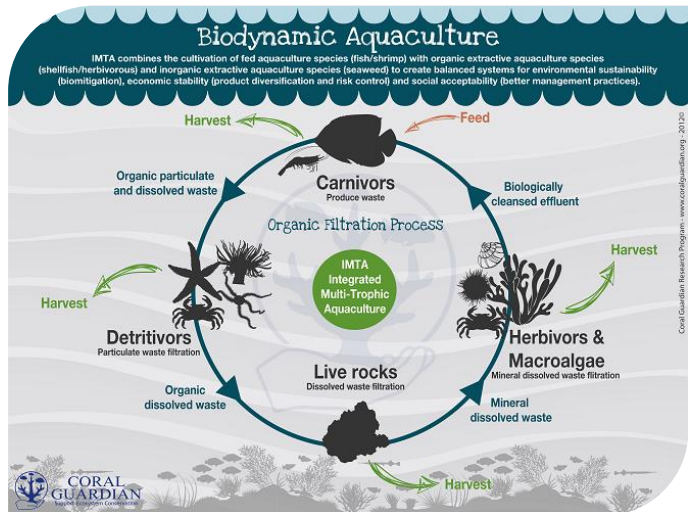 Biodynamic Aquaculture
IMTA combines the cultivation of fed aquaculture species (fish/shrimp) with organic extractive aquaculture species
(shellfish/herbivorous) and inorganic extractive aquaculture species (seaweed) to create balanced systems for environmental sustainability
(biomitigation), economic stability (product diversification and risk control) and social acceptability (better management practices).
Harvest
Feed
Carnivors
Produce waste
Organic particulate
and dissolved waste
Biologically
cleansed effluent
Organic Filtration Process
IMTA
Integrated
Multi-Trophic
Aquaculture
Harvest
Harvest
Detritivors
Particulate waste filtration
Herbivors &
Macroalgae
Mineral dissolved waste flitration
Live rocks
Dissolved waste filtration
Organic
dissolved waste
Mineral
dissolved waste
Harvest
CORAL
GUARDIAN
Support Ecosystem Conservation
Coral Guardian Research Program - www.coralguardian.org - 2012©